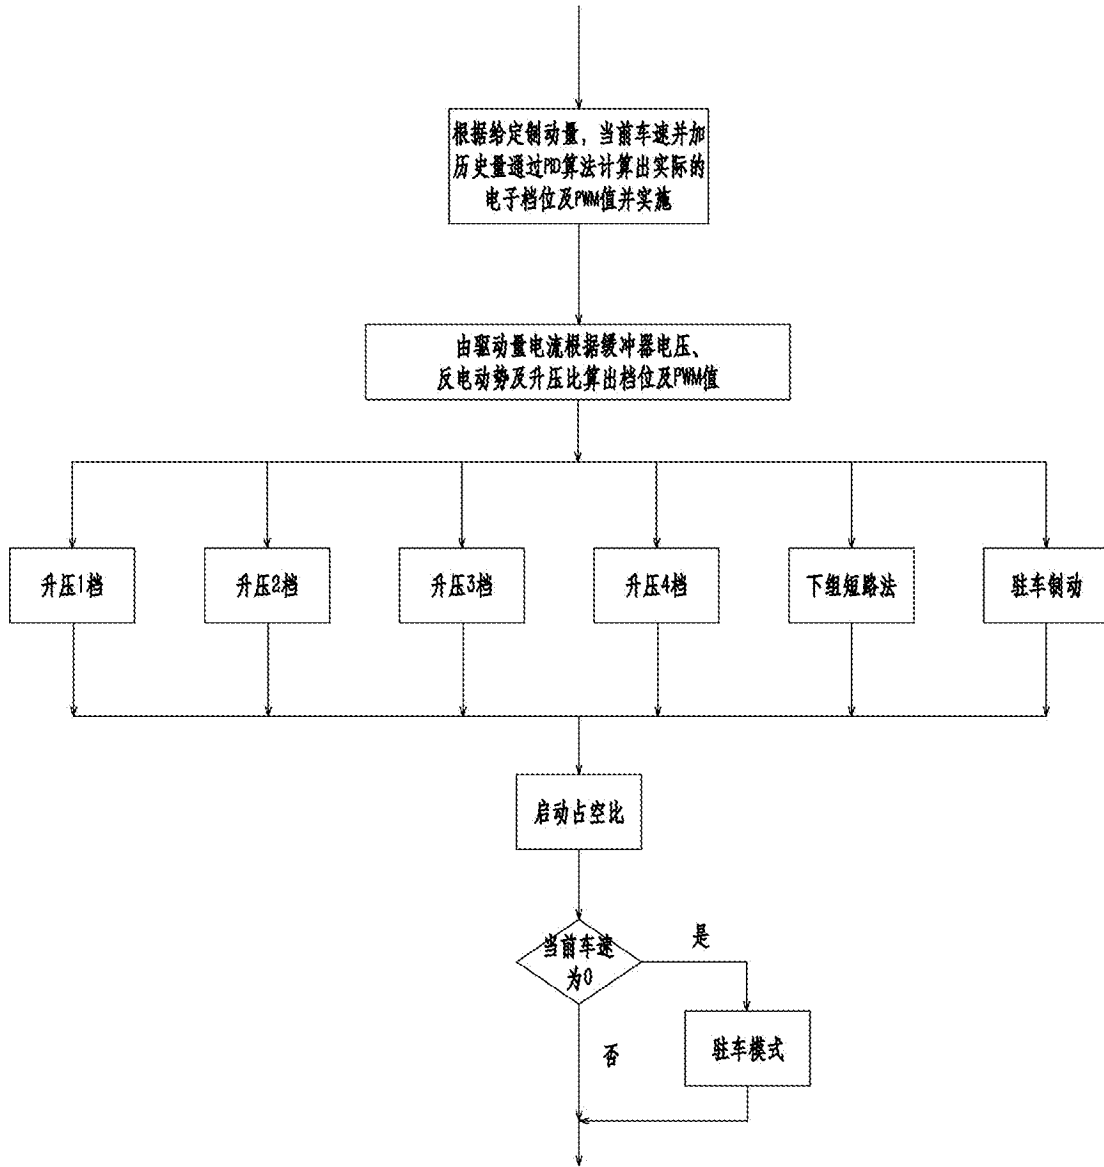 根据给定制动量，当前车速并加
历史量通过PID算法计算出实际的
电子档位及PWM值并实施
由驱动量电流根据缓冲器电压、
反电动势及升压比算出档位及PWM值
升压1档
升压2档
升压3档
升压4档
下组短路法
驻车制动
启动占空比
当前车速
为0
是
否
驻车模式